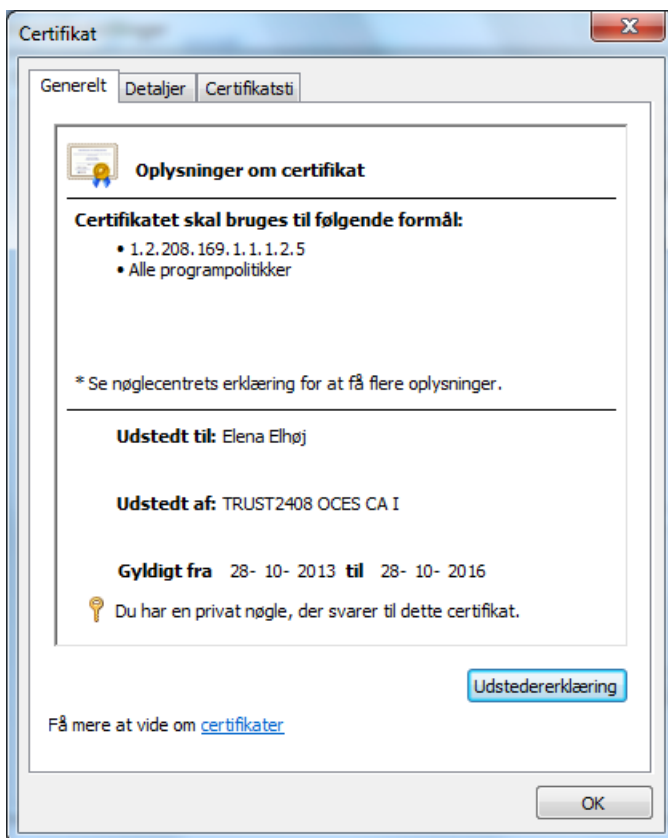 Certifikat
Generelt Detaljer Certifikatsti
Oplysninger om certifikat
Certifikatet skal bruges til følgende formål:
• 1.2.208.169.1.1.1.2.5
• Alle programpolitikker
* Se nøglecentrets erklæring for at få flere oplysninger.
Udstedt til: Elena Elhøj
Udstedt af: TRUST2408 OCES CA I
Gyldigt fra 28- 10- 2013 til 28- 10- 2016
Du har en privat nøgle, der svarer til dette certifikat.
Udstedererklæring
Få mere at vide om certifikater
OK